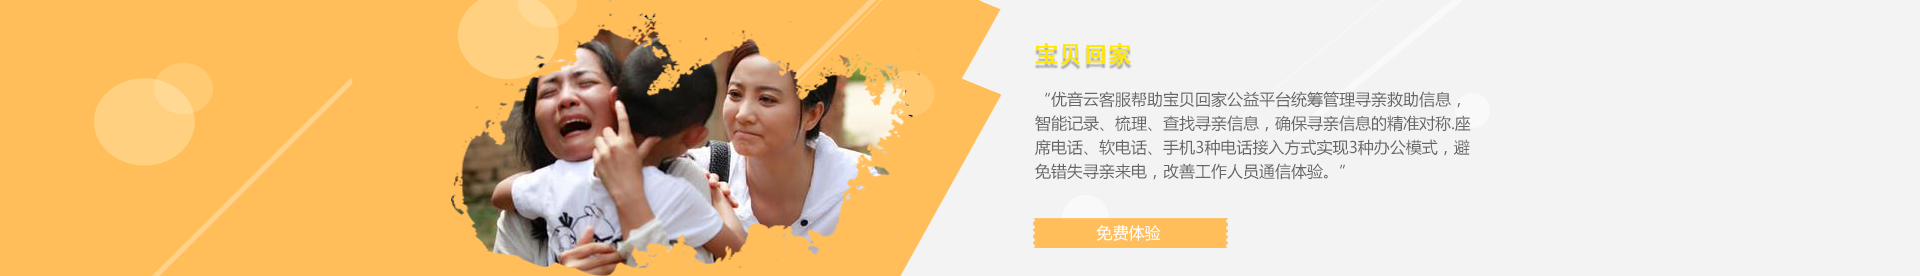 宝贝回家
“优音云客服帮助宝贝回家公益平台统筹管理寻亲救助信息，
智能记录、梳理、查找寻亲信息，确保寻亲信息的精准对称.座
席电话、软电话、手机3种电话接入方式实现3种办公模式，避
免错失寻亲来电，改善工作人员通信体验。”
免费体验